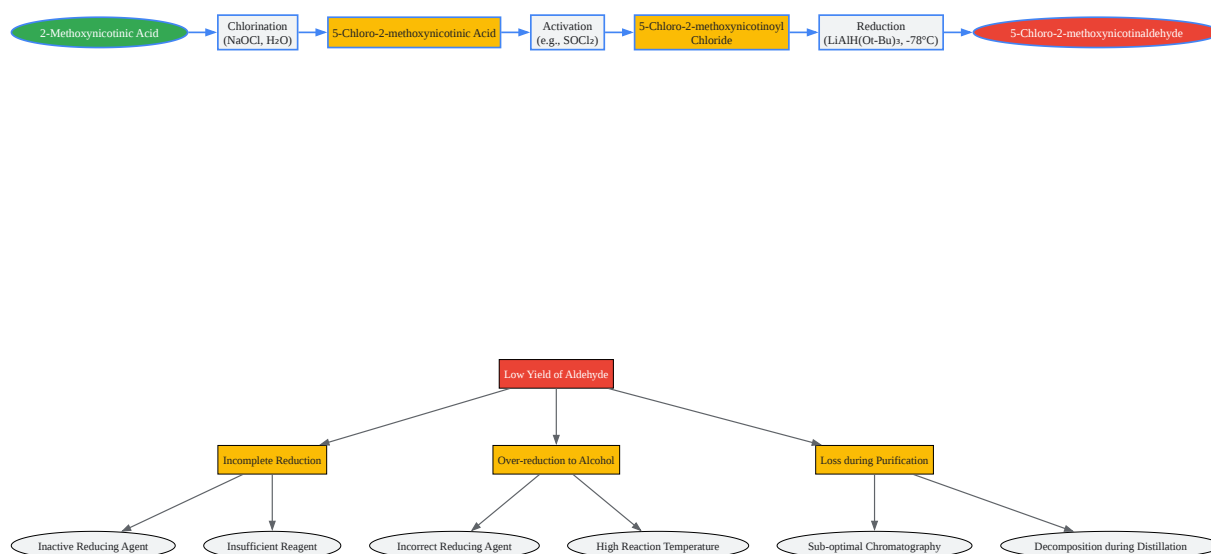 2-Methoxynicotinic Acid
Chlorination
(NaOCl, H₂O)
5-Chloro-2-methoxynicotinic Acid
Activation
(e.g., SOCl₂)
5-Chloro-2-methoxynicotinoyl
Chloride
Reduction
(LiAlH(Ot-Bu)₃, -78°C)
5-Chloro-2-methoxynicotinaldehyde
Low Yield of Aldehyde
Incomplete Reduction
Over-reduction to Alcohol
Loss during Purification
Inactive Reducing Agent
Insufficient Reagent
Incorrect Reducing Agent
High Reaction Temperature
Sub-optimal Chromatography
Decomposition during Distillation